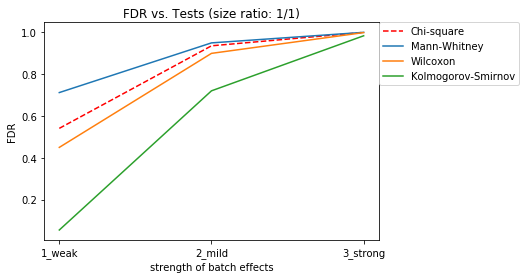 FDR vs. Tests (size ratio: 1/1)
Chi-square
Mann-Whitney
Wilcoxon
Kolmogorov-Smirnov
FDR
1.0
0.8
0.6
0.4
0.2
1_weak
2_mild
3_strong
strength of batch effects